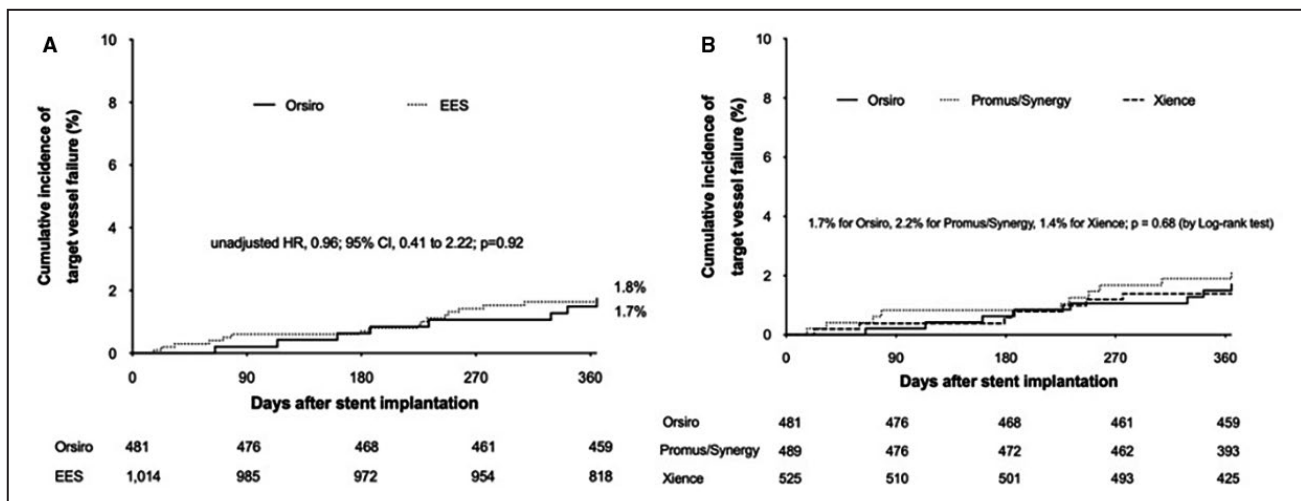 A
Cumulative incidence of
target vessel failure (%)
10
8
6
4
2
0
Orsiro EES
unadjusted HR, 0.96; 95% CI, 0.41 to 2.22; p=0.92
1.8%
1.7%
0 90 180 270 360
Days after stent implantation
Orsiro 481 476 468 461 459
EES 1,014 985 972 954 818
B
Cumulative incidence of
target vessel failure (%)
10
8
6
4
2
0
Orsiro Promus/Synergy Xience
1.7% for Orsiro, 2.2% for Promus/Synergy, 1.4% for Xience; p = 0.68 (by Log-rank test)
0 90 180 270 360
Days after stent implantation
Orsiro 481 476 468 461 459
Promus/Synergy 489 476 472 462 393
Xience 525 510 501 493 425